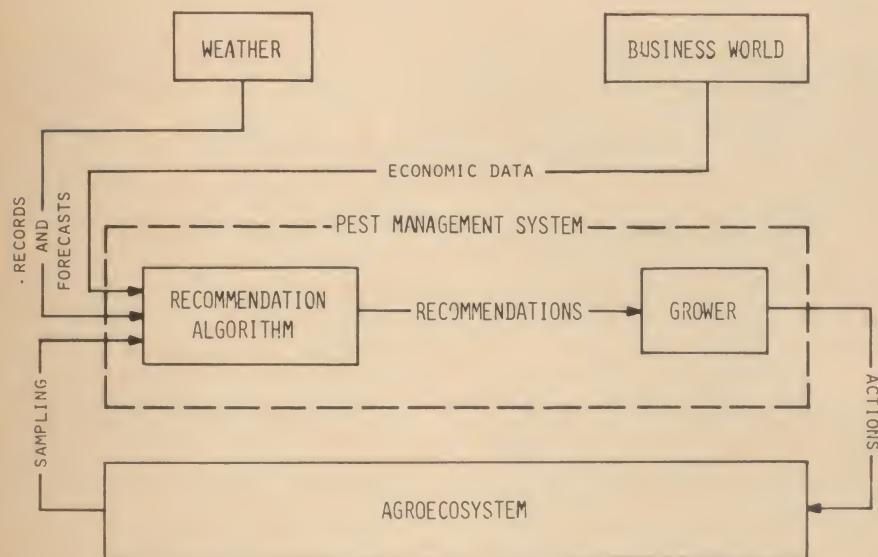 WEATHER
BUSINESS WORLD
ECONOMIC DATA
RECORDS
AND
FORECASTS
PEST MANAGEMENT SYSTEM
RECOMMENDATION
ALGORITHM
RECOMMENDATIONS
GROWER
SAMPLING
ACTIONS
AGROECOSYSTEM